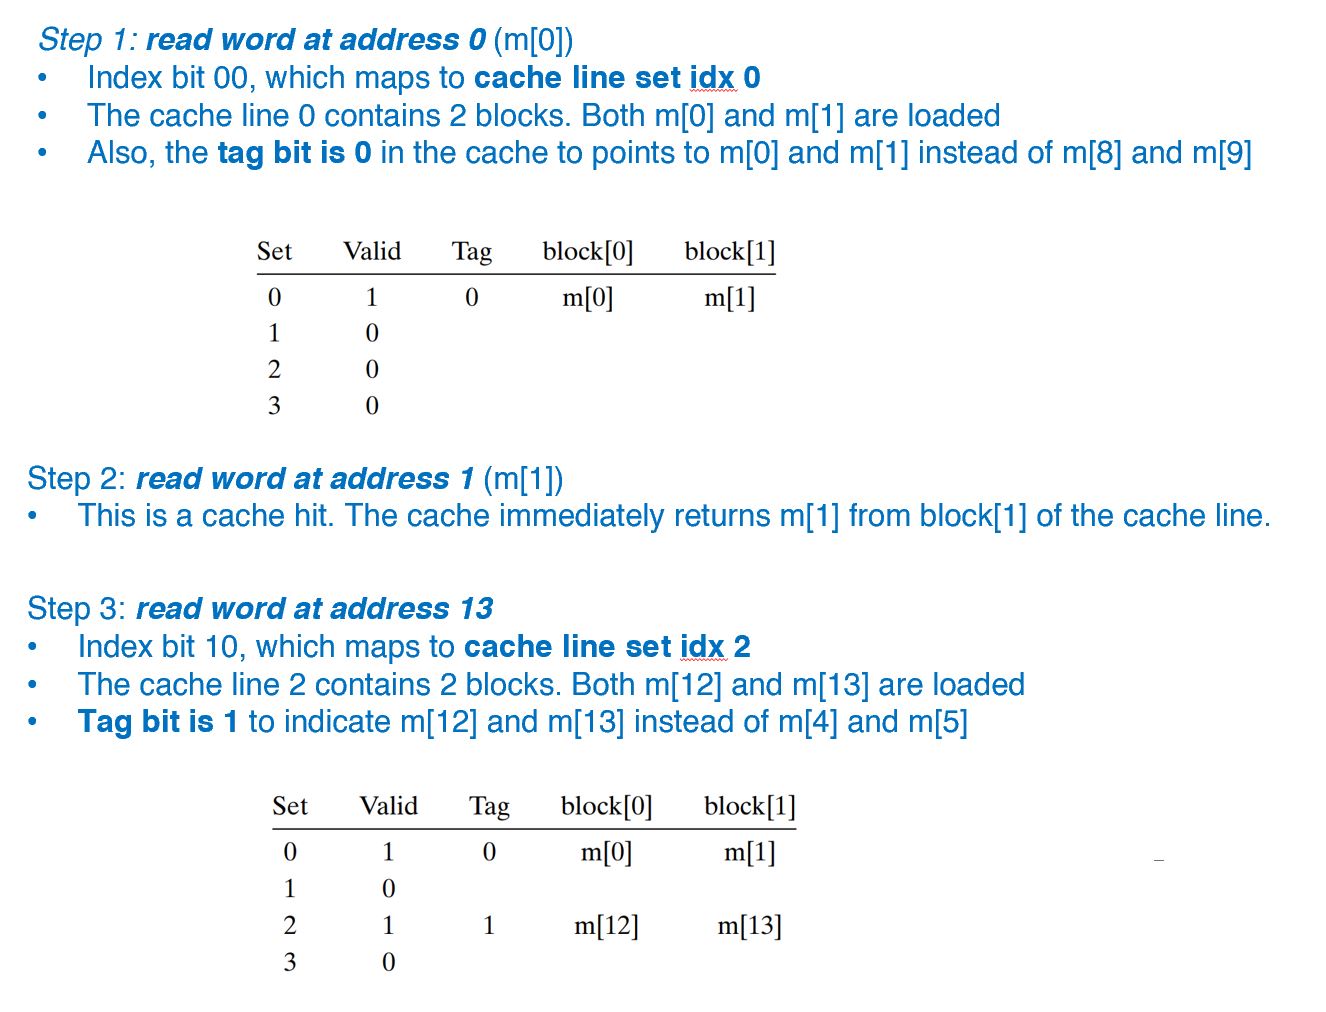 Step 1: read word at address 0 (m[0])
• Index bit 00, which maps to cache line set idx 0
• The cache line 0 contains 2 blocks. Both m[0] and m[1] are loaded
• Also, the tag bit is 0 in the cache to points to m[0] and m[1] instead of m[8] and m[9]
Set Valid Tag block[0] block[1]
0 1 0 m[0] m[1]
1 0
2 0
3 0
Step 2: read word at address 1 (m[1])
• This is a cache hit. The cache immediately returns m[1] from block[1] of the cache line.
Step 3: read word at address 13
• Index bit 10, which maps to cache line set idx 2
• The cache line 2 contains 2 blocks. Both m[12] and m[13] are loaded
• Tag bit is 1 to indicate m[12] and m[13] instead of m[4] and m[5]
Set Valid Tag block[0] block[1]
0 1 0 m[0] m[1]
1 0
2 1 1 m[12] m[13]
3 0